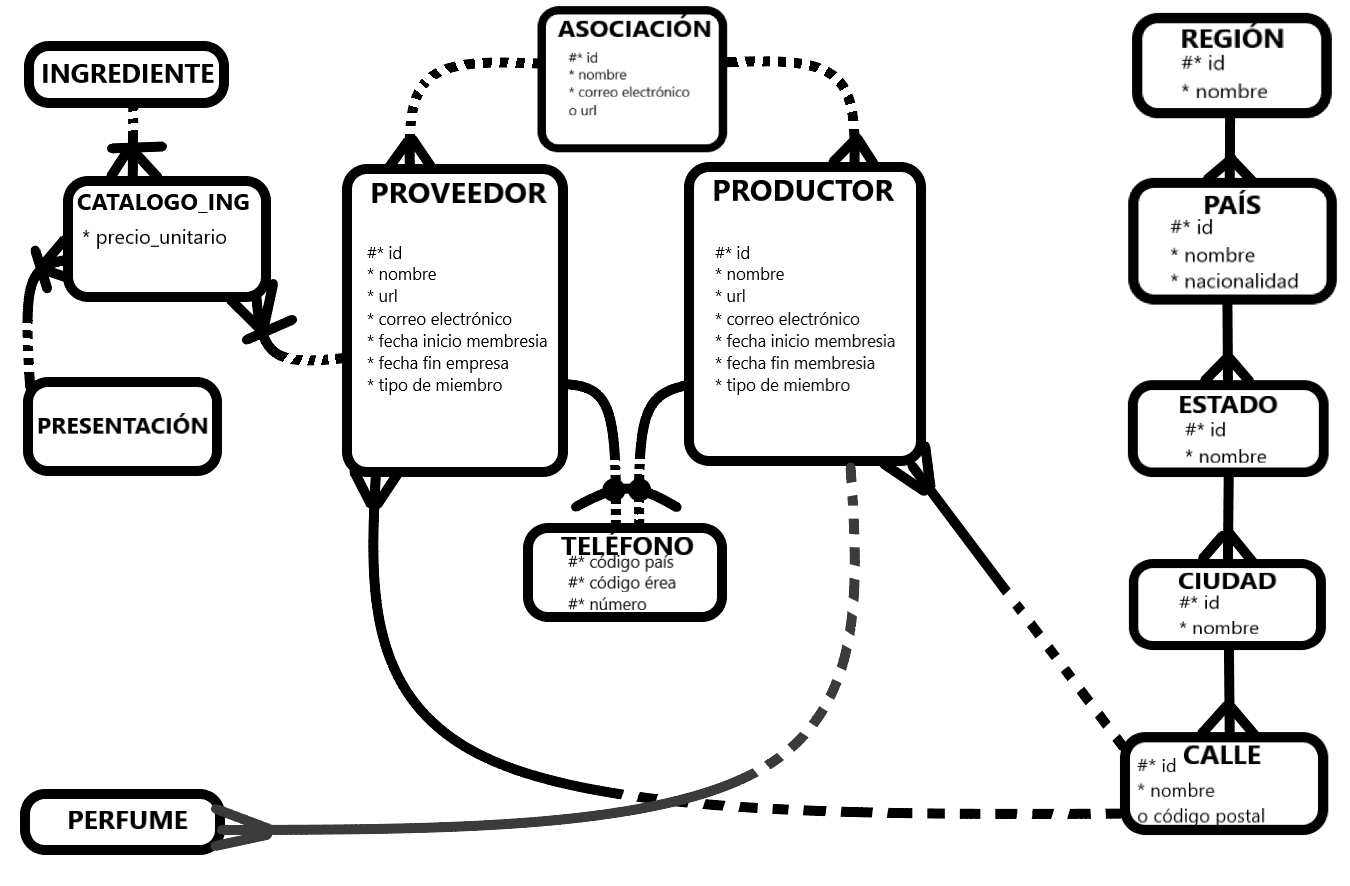 INGREDIENTE
CATALOGO_ING
* precio_unitario
PRESENTACIÓN
PERFUME
ASOCIACIÓN
#* id
* nombre
* correo electrónico
o url
PROVEEDOR
#* id
* nombre
* url
* correo electrónico
* fecha inicio membresia
* fecha fin empresa
* tipo de miembro
PRODUCTOR
#* id
* nombre
* url
* correo electrónico
* fecha inicio membresia
* fecha fin membresia
* tipo de miembro
TELÉFONO
#* código país
#* código érea
#* número
REGIÓN
#* id
* nombre
PAÍS
#* id
* nombre
* nacionalidad
ESTADO
#* id
* nombre
CIUDAD
#* id
* nombre
CALLE
#* id
* nombre
o código postal